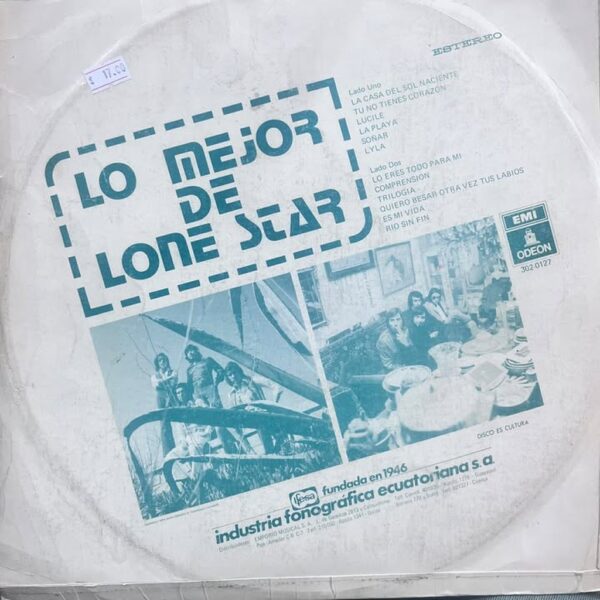 ESTEREO
17.00
LO MEJOR
DE
LONE STAR
Lado Uno
LA CASA DEL SOL NACIENTE
TU NO TIENES CORAZON
LUCILE
LA PLAYA
SOÑAR
LYLA
Lado Dos
LO ERES TODO PARA MI
COMPRENSION
TRILOGIA
QUIERO BESAR OTRA VEZ TUS LABIOS
ES MI VIDA
RIO SIN FIN
EMI
ODEON
302-0127
DISCO ES CULTURA
ifesa
fundada en 1946
industria fonográfica ecuatoriana s.a.
EMPORIO MUSICAL S.A.